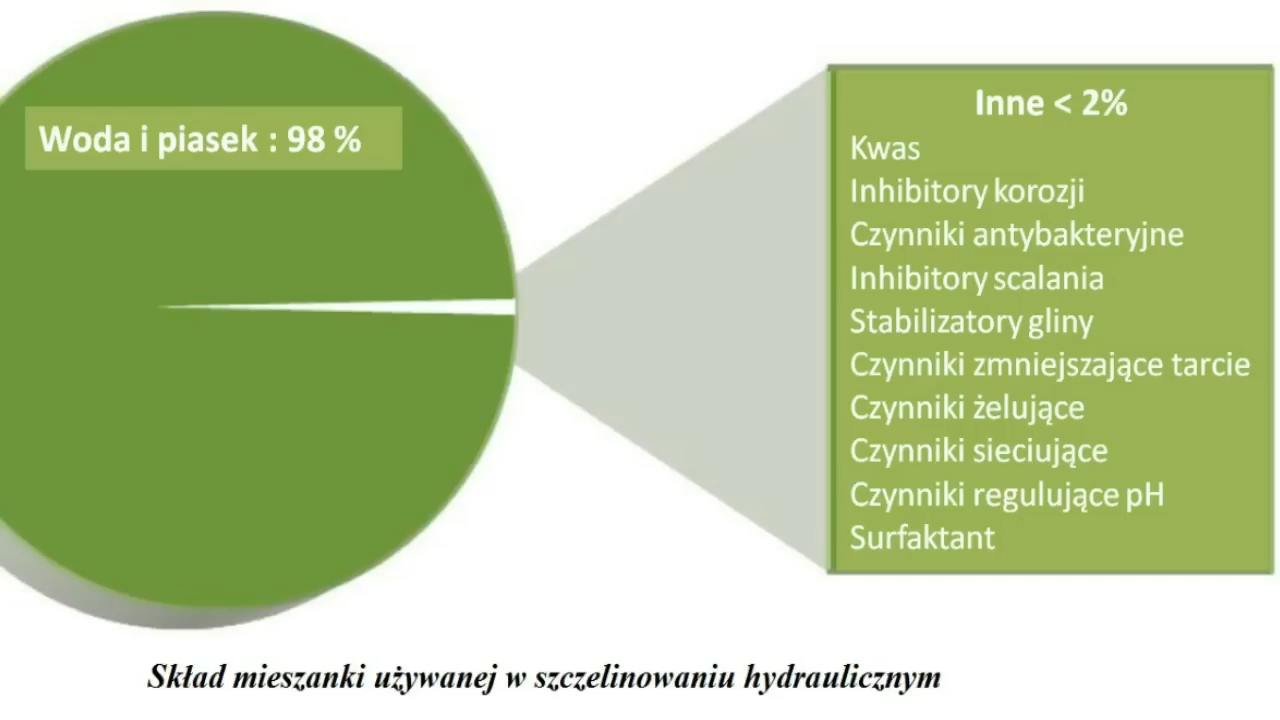 Woda i piasek : 98 %
Inne < 2%
Kwas
Inhibitory korozji
Czynniki antybakteryjne
Inhibitory scalania
Stabilizatory gliny
Czynniki zmniejszające tarcie
Czynniki żelujące
Czynniki sieciujące
Czynniki regulujące pH
Surfaktant
Skład mieszanki używanej w szczelinowaniu hydraulicznym